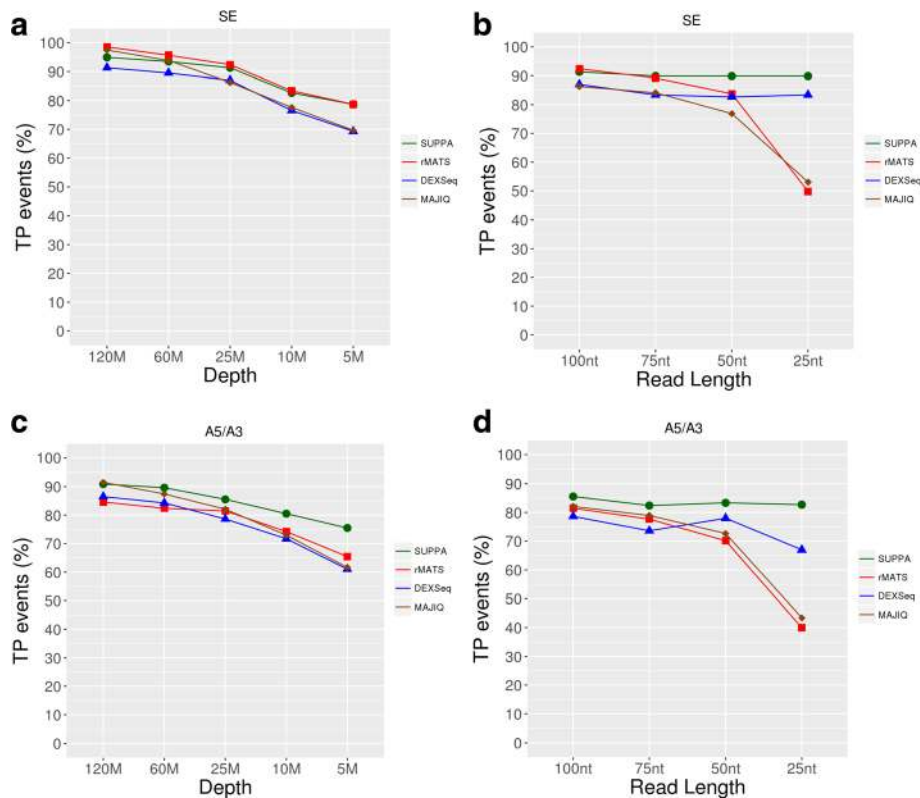 a
SE
TP events (%)
100
90
80
70
60
50
40
30
20
10
0
120M 60M 25M 10M 5M
Depth
SUPPA
rMATS
DEXSeq
MAJIQ
b
SE
TP events (%)
100
90
80
70
60
50
40
30
20
10
0
100nt 75nt 50nt 25nt
Read Length
SUPPA
rMATS
DEXSeq
MAJIQ
c
A5/A3
TP events (%)
100
90
80
70
60
50
40
30
20
10
0
120M 60M 25M 10M 5M
Depth
SUPPA
rMATS
DEXSeq
MAJIQ
d
A5/A3
TP events (%)
100
90
80
70
60
50
40
30
20
10
0
100nt 75nt 50nt 25nt
Read Length
SUPPA
rMATS
DEXSeq
MAJIQ